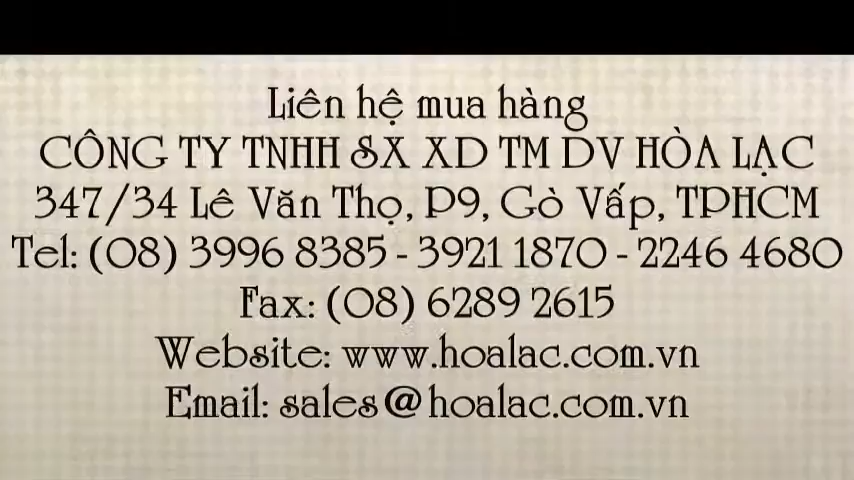 Liên hệ mua hàng
CÔNG TY TNHH SX XD TM DV HÒA LẠC
347/34 Lê Văn Thọ, P9, Gò Vấp, TPHCM
Tel: (08) 3996 8385 - 3921 1870 - 2246 4680
Fax: (08) 6289 2615
Website: www.hoalac.com.vn
Email: sales@hoalac.com.vn